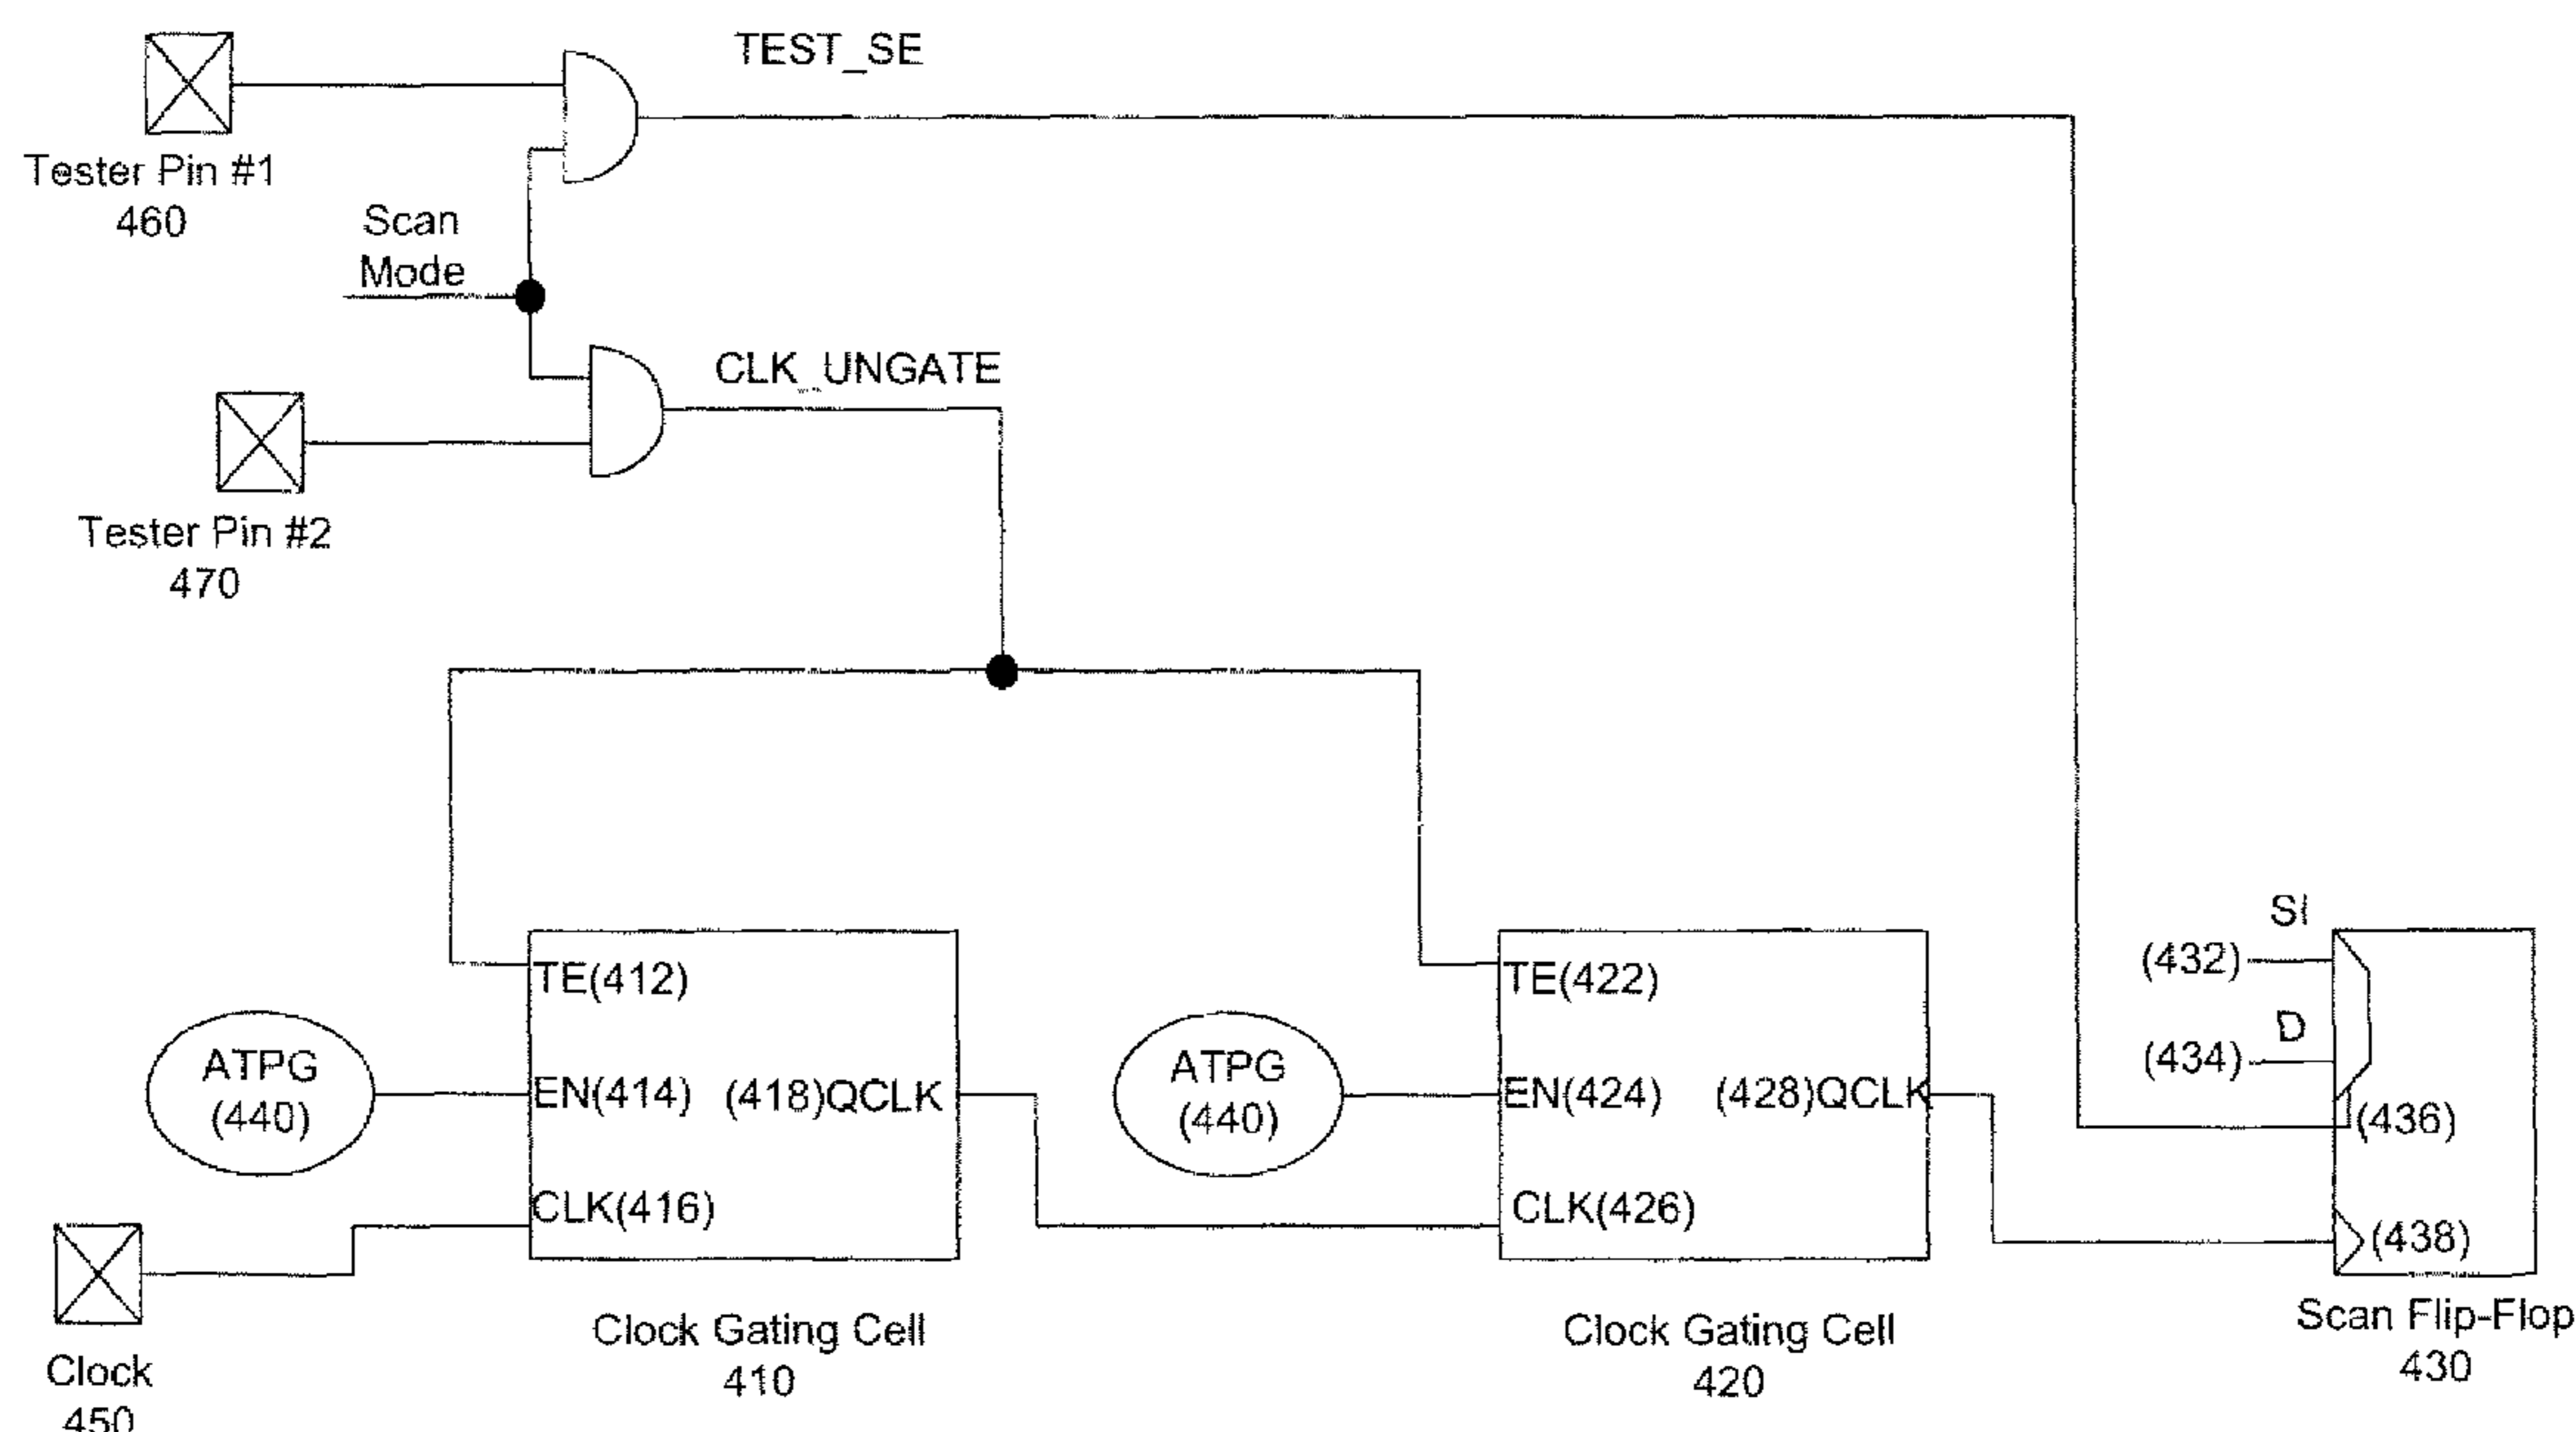 TEST_SE
Tester Pin #1
460
Scan
Mode
CLK_UNGATE
Tester Pin #2
470
SI
(432)
D
(434)
(436)
(438)
TE(412)
EN(414)
(418)QCLK
CLK(416)
ATPG
(440)
TE(422)
EN(424)
(428)QCLK
CLK(426)
ATPG
(440)
Clock
450
Clock Gating Cell
410
Clock Gating Cell
420
Scan Flip-Flop
430